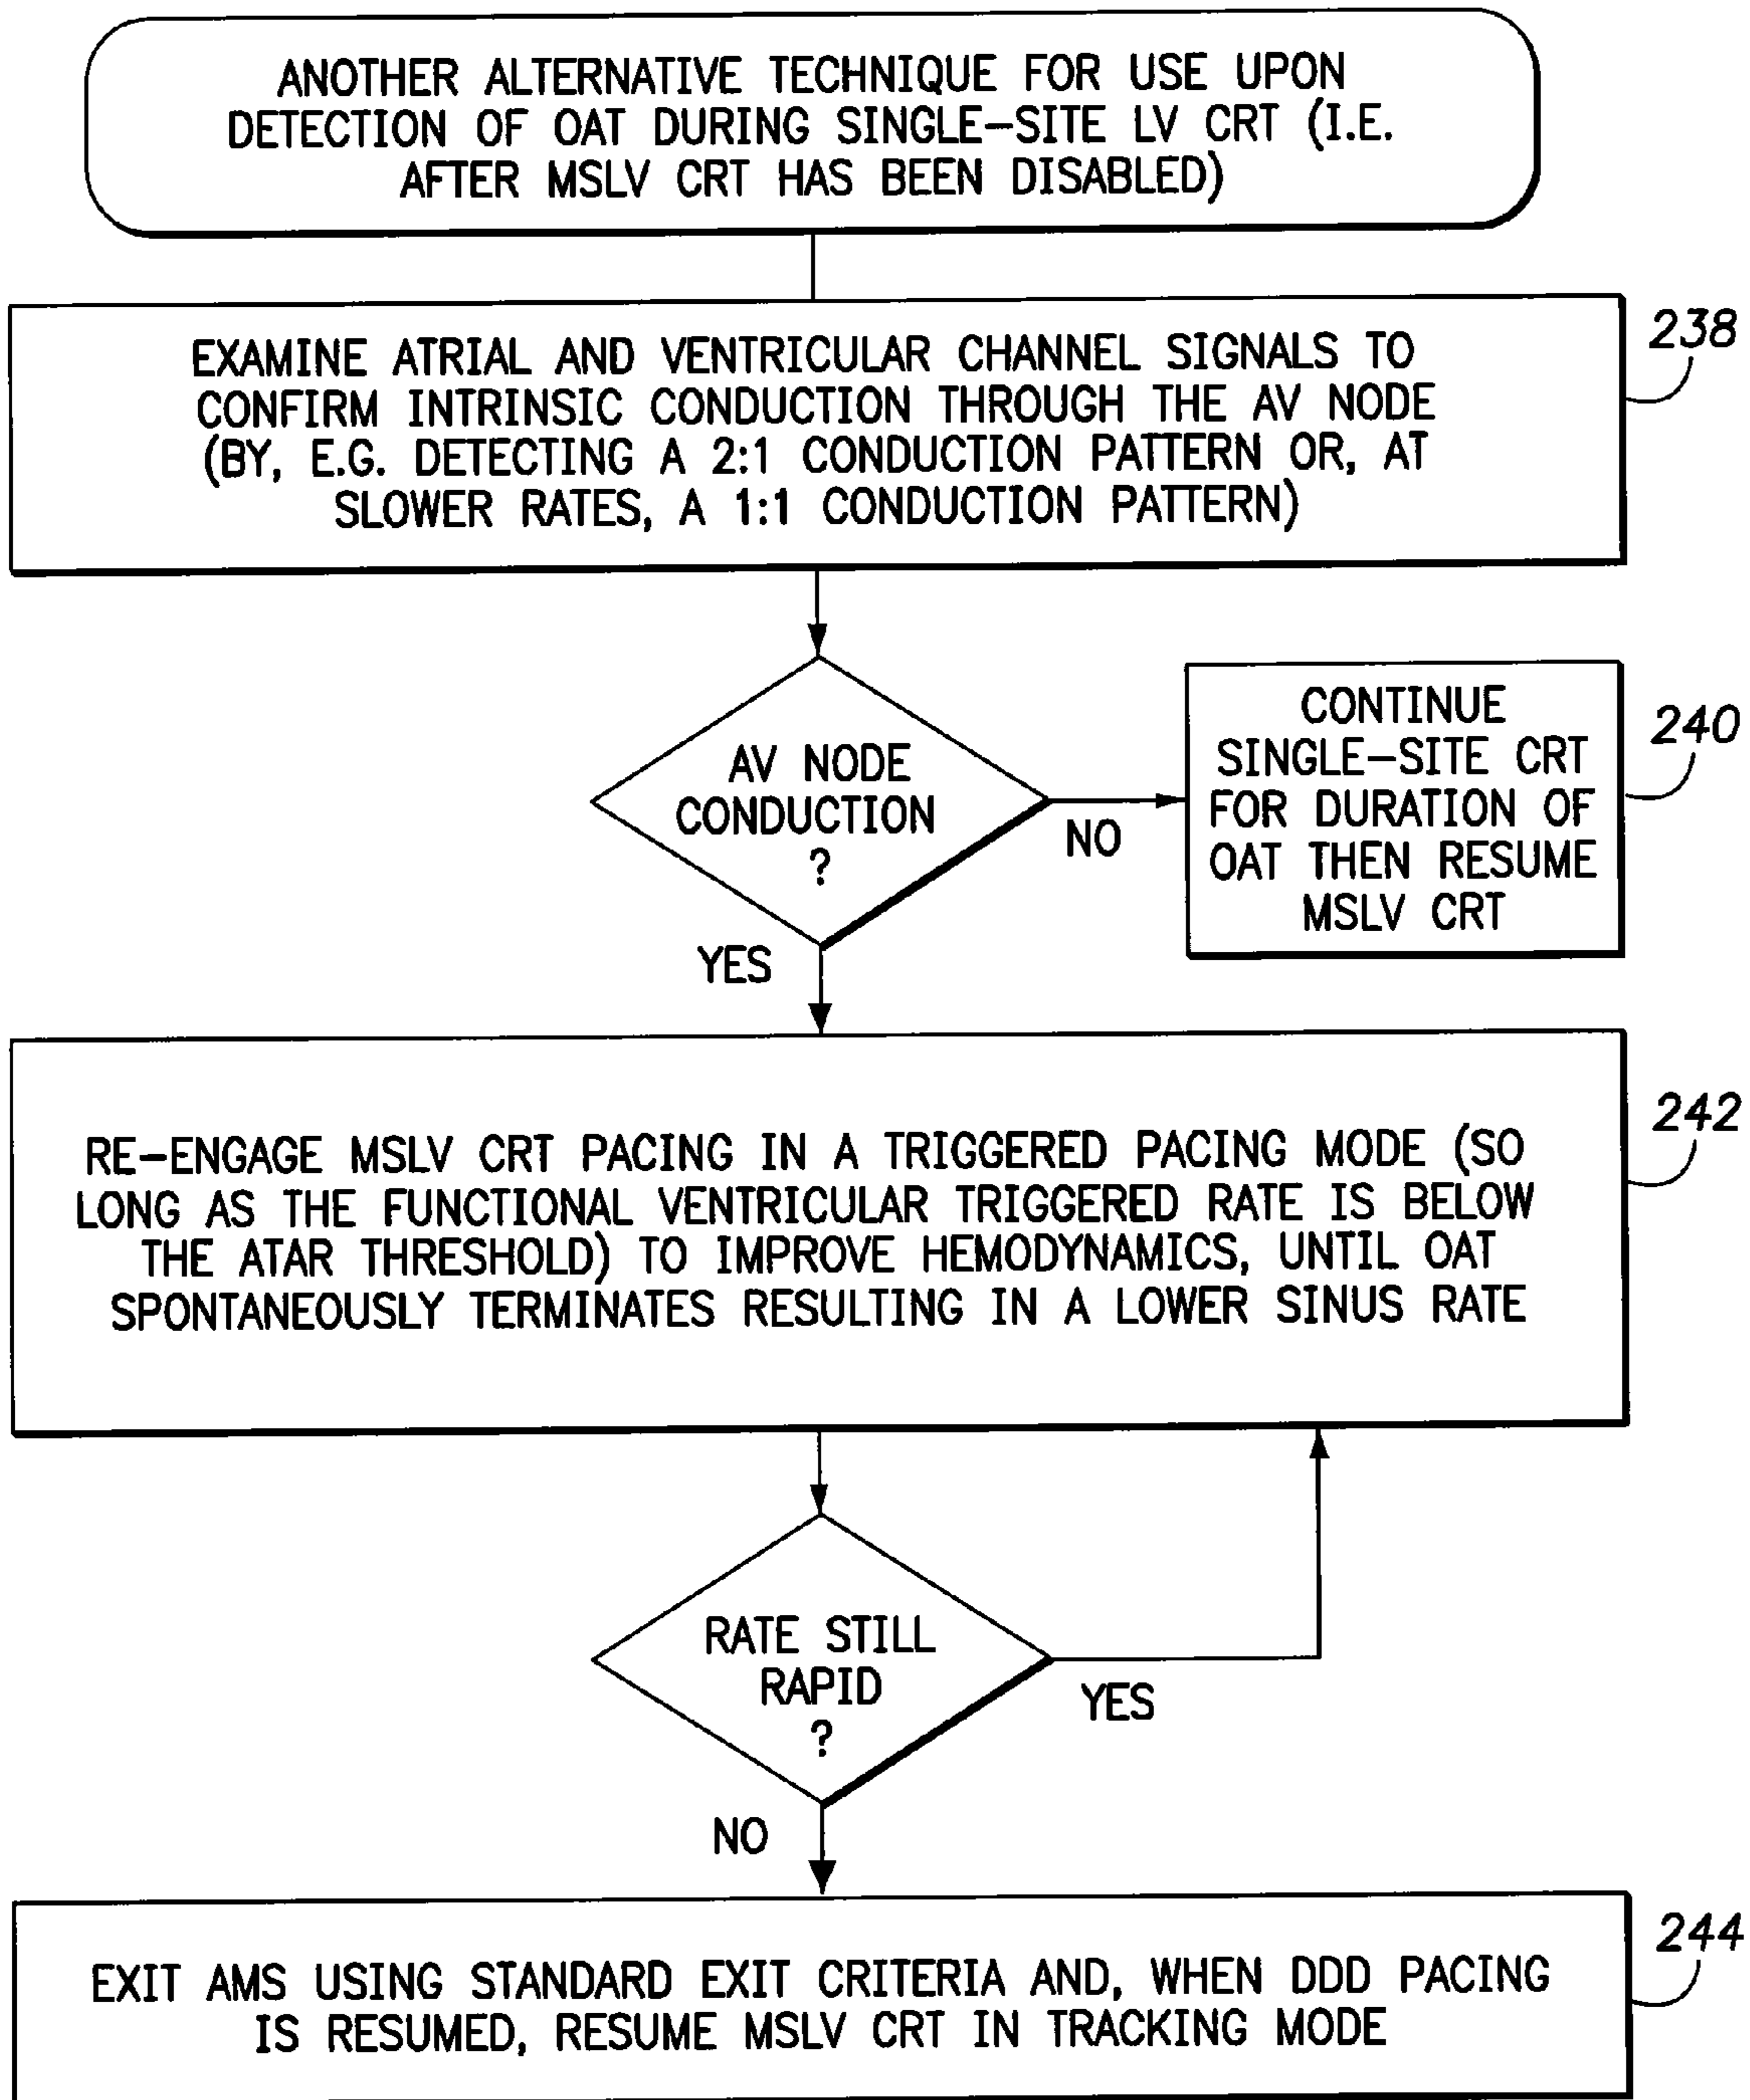 ANOTHER ALTERNATIVE TECHNIQUE FOR USE UPON
DETECTION OF OAT DURING SINGLE-SITE LV CRT (I.E.
AFTER MSLV CRT HAS BEEN DISABLED)
238
EXAMINE ATRIAL AND VENTRICULAR CHANNEL SIGNALS TO
CONFIRM INTRINSIC CONDUCTION THROUGH THE AV NODE
(BY, E.G. DETECTING A 2:1 CONDUCTION PATTERN OR, AT
SLOWER RATES, A 1:1 CONDUCTION PATTERN)
AV NODE
CONDUCTION
?
NO
CONTINUE
SINGLE-SITE CRT
FOR DURATION OF
OAT THEN RESUME
MSLV CRT
240
YES
242
RE-ENGAGE MSLV CRT PACING IN A TRIGGERED PACING MODE (SO
LONG AS THE FUNCTIONAL VENTRICULAR TRIGGERED RATE IS BELOW
THE ATAR THRESHOLD) TO IMPROVE HEMODYNAMICS, UNTIL OAT
SPONTANEOUSLY TERMINATES RESULTING IN A LOWER SINUS RATE
RATE STILL
RAPID
?
YES
NO
244
EXIT AMS USING STANDARD EXIT CRITERIA AND, WHEN DDD PACING
IS RESUMED, RESUME MSLV CRT IN TRACKING MODE